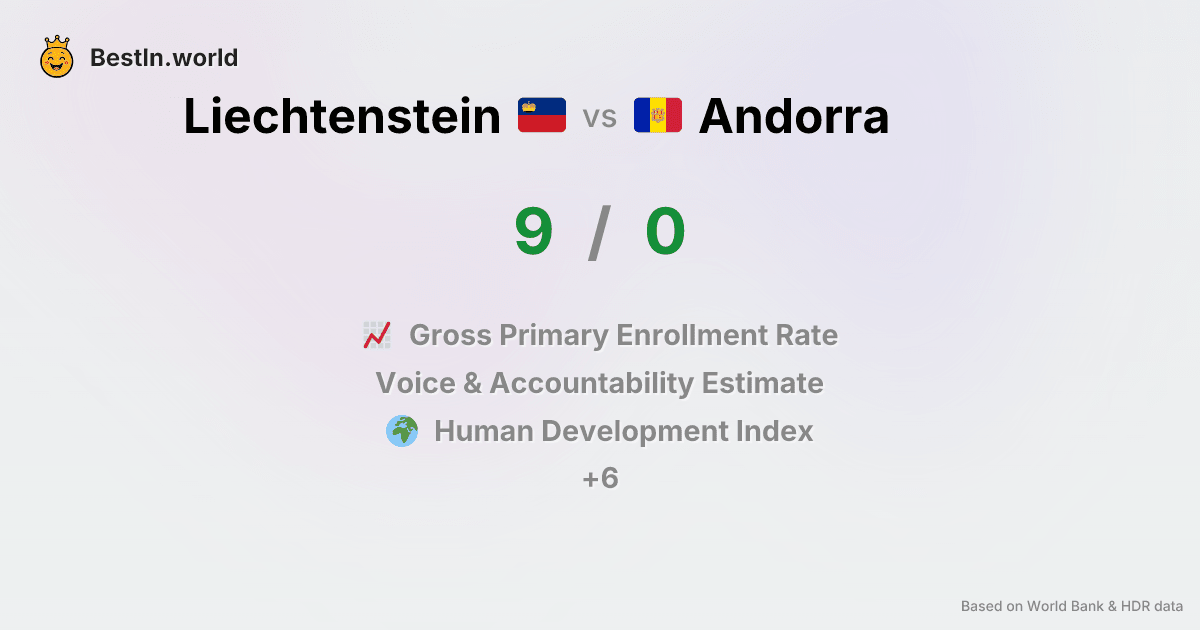 BestIn.world
Liechtenstein vs Andorra
9 / 0
Gross Primary Enrollment Rate
Voice & Accountability Estimate
Human Development Index
+6
Based on World Bank & HDR data